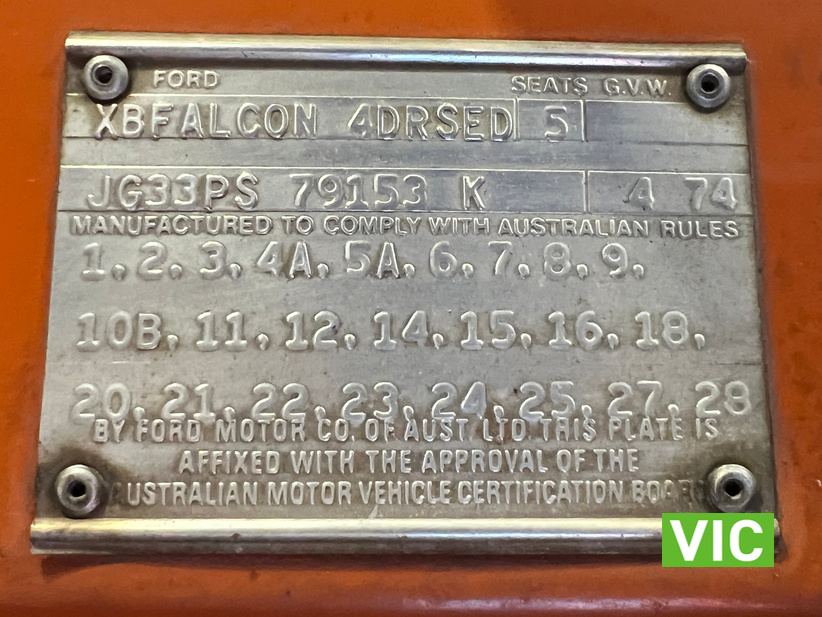 FORD SEATS G.V.W.
XBFALCON 4DRSED 5
JG33PS 79153 K 4 74
MANUFACTURED TO COMPLY WITH AUSTRALIAN RULES
1, 2, 3, 4A, 5A, 6, 7, 8, 9,
10B, 11, 12, 14, 15, 16, 18,
20, 21, 22, 23, 24, 25, 27, 28
BY FORD MOTOR CO. OF AUST. LTD THIS PLATE IS
AFFIXED WITH THE APPROVAL OF THE
AUSTRALIAN MOTOR VEHICLE CERTIFICATION BOARD
VIC